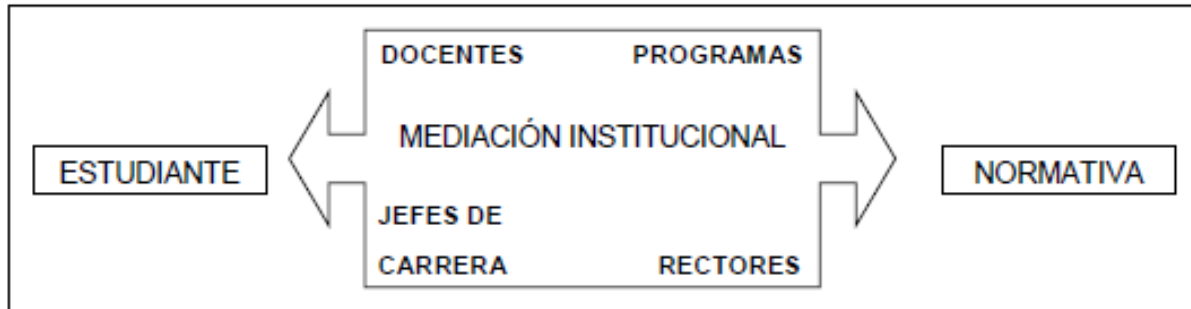 DOCENTES PROGRAMAS
MEDIACIÓN INSTITUCIONAL
ESTUDIANTE
NORMATIVA
JEFES DE
CARRERA RECTORES